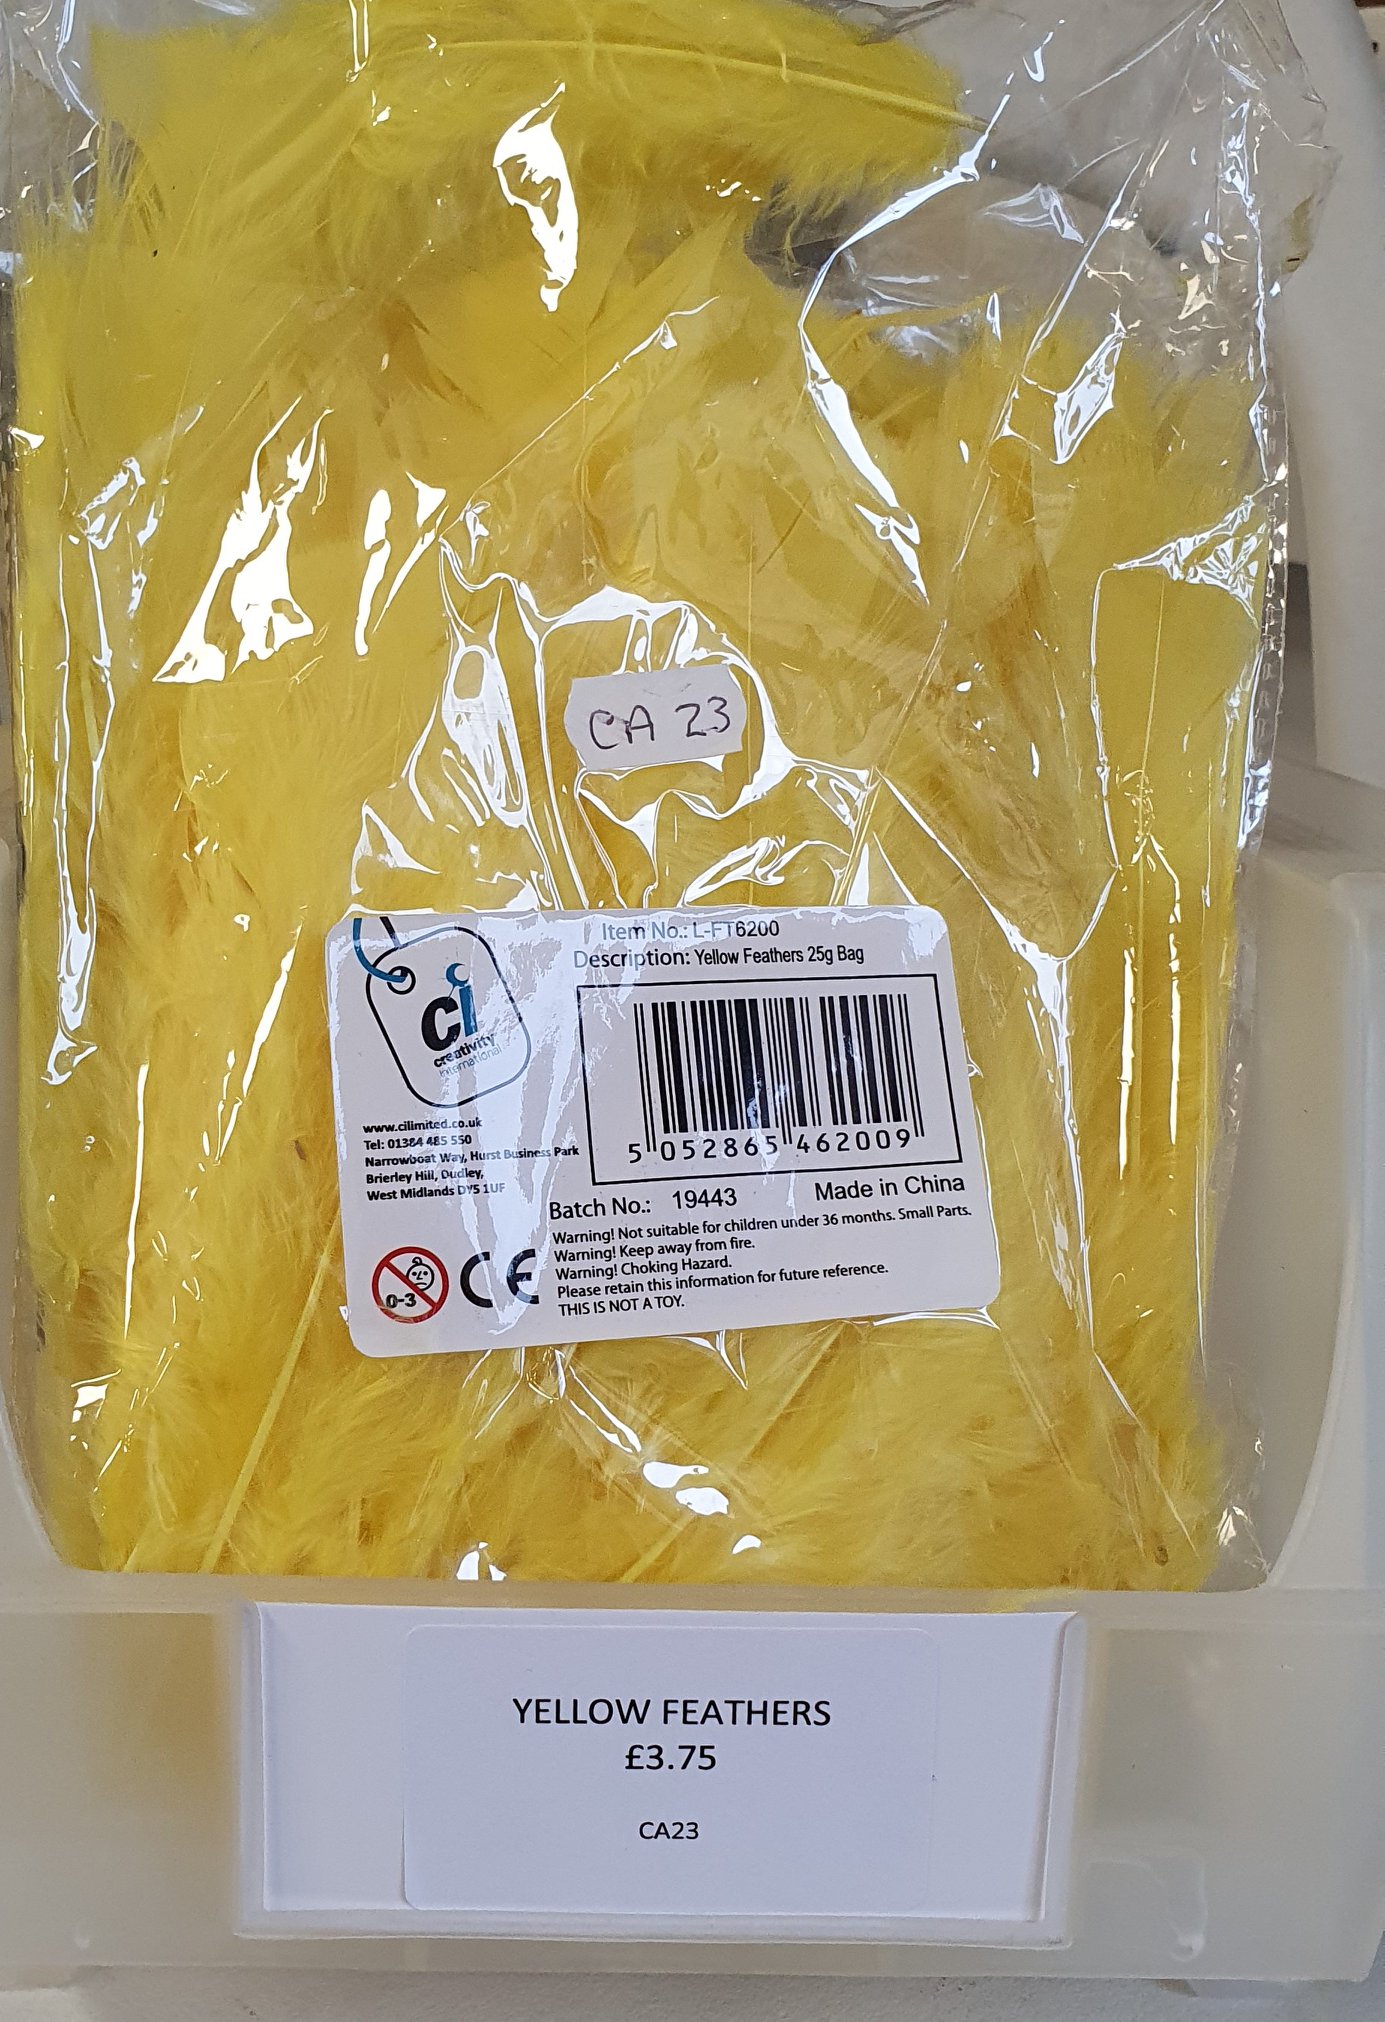 CA 23
Item No.: L-FT6200
Description: Yellow Feathers 25g Bag
ci
creativity
international
5 052865 462009
www.cilimited.co.uk
Tel: 01384 485 550
Narrowboat Way, Hurst Business Park
Brierley Hill, Dudley,
West Midlands DY5 1UF
Batch No.: 19443 Made in China
Warning! Not suitable for children under 36 months. Small Parts.
Warning! Keep away from fire.
Warning! Choking Hazard.
Please retain this information for future reference.
THIS IS NOT A TOY.
0-3 CE
YELLOW FEATHERS
£3.75
CA23